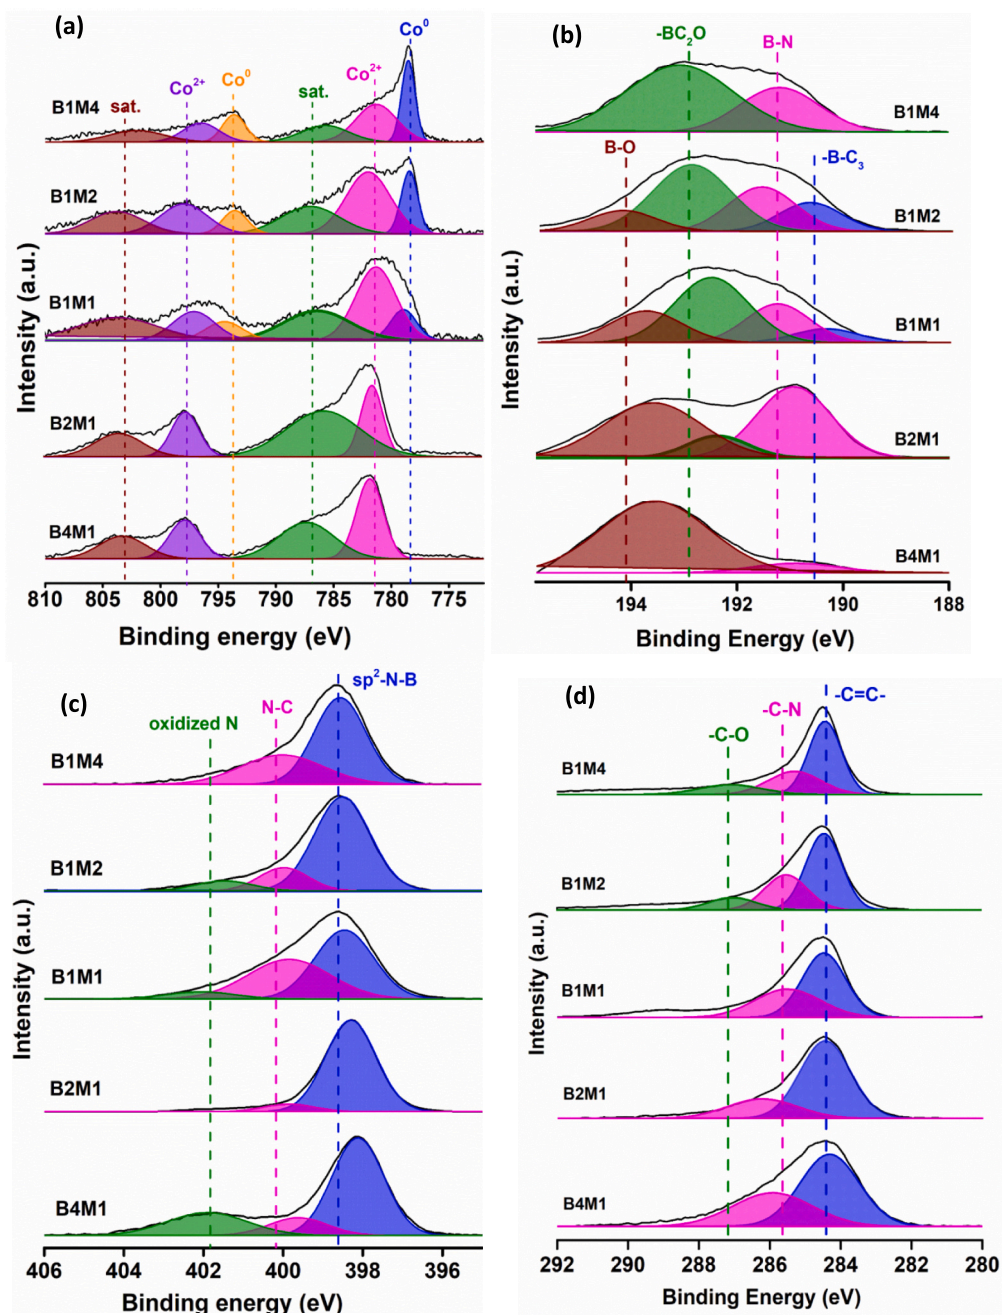 (a)
Co⁰
Co²⁺
Co²⁺
Co⁰
sat.
sat.
B1M4
B1M2
B1M1
B2M1
B4M1
Intensity (a.u.)
810 805 800 795 790 785 780 775
Binding energy (eV)
(b)
-BC₂O
B-N
B1M4
B-O
-B-C₃
B1M2
B1M1
B2M1
B4M1
Intensity (a.u.)
194 192 190 188
Binding Energy (eV)
(c)
sp²-N-B
N-C
oxidized N
B1M4
B1M2
B1M1
B2M1
B4M1
Intensity (a.u.)
406 404 402 400 398 396
Binding energy (eV)
(d)
-C=C-
-C-N
-C-O
B1M4
B1M2
B1M1
B2M1
B4M1
Intensity (a.u.)
292 290 288 286 284 282 280
Binding Energy (eV)